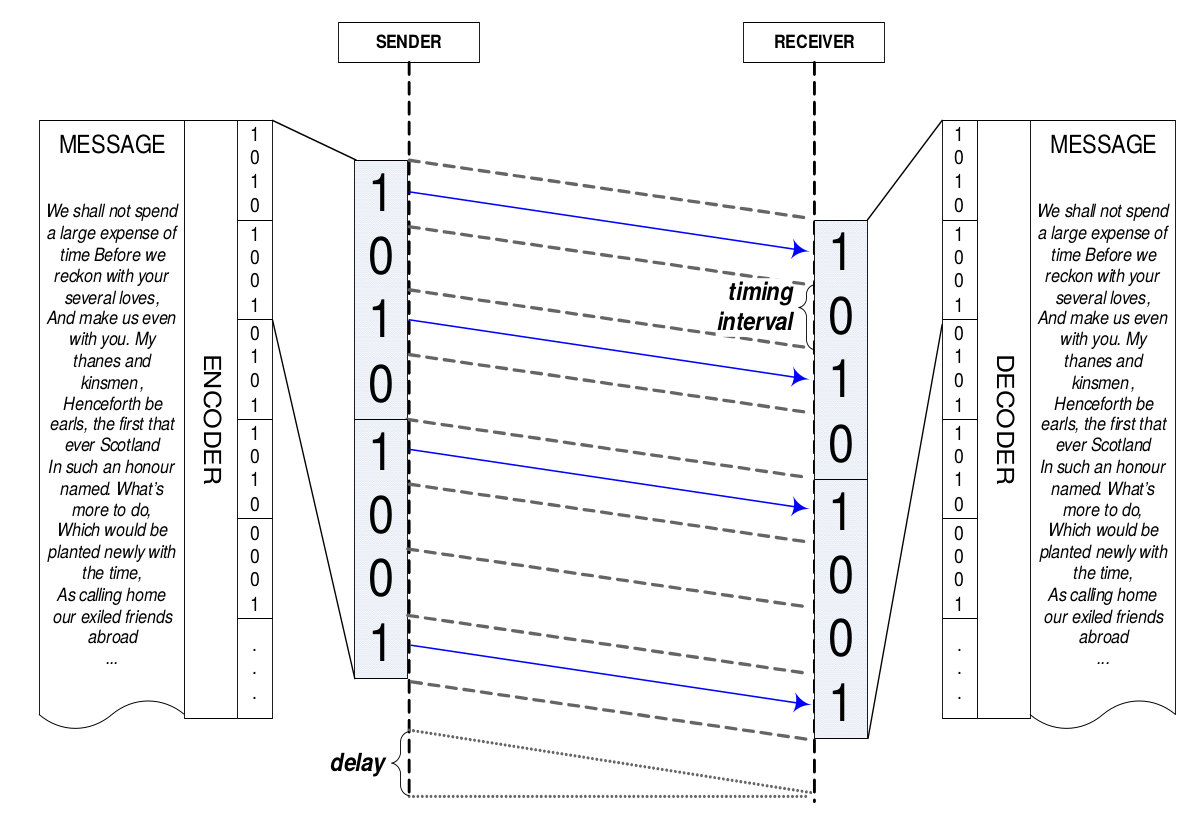 SENDER
RECEIVER
MESSAGE
We shall not spend
a large expense of
time Before we
reckon with your
several loves,
And make us even
with you. My
thanes and
kinsmen,
Henceforth be
earls, the first that
ever Scotland
In such an honour
named. What's
more to do,
Which would be
planted newly with
the time,
As calling home
our exiled friends
abroad
...
ENCODER
1
0
1
0
1
0
0
1
0
1
0
1
1
0
1
0
0
0
0
1
.
.
.
1
0
1
0
1
0
0
1
delay
timing
interval
1
0
1
0
1
0
0
1
1
0
1
0
1
0
0
1
0
1
0
1
1
0
1
0
0
0
0
1
.
.
.
DECODER
MESSAGE
We shall not spend
a large expense of
time Before we
reckon with your
several loves,
And make us even
with you. My
thanes and
kinsmen,
Henceforth be
earls, the first that
ever Scotland
In such an honour
named. What's
more to do,
Which would be
planted newly with
the time,
As calling home
our exiled friends
abroad
...